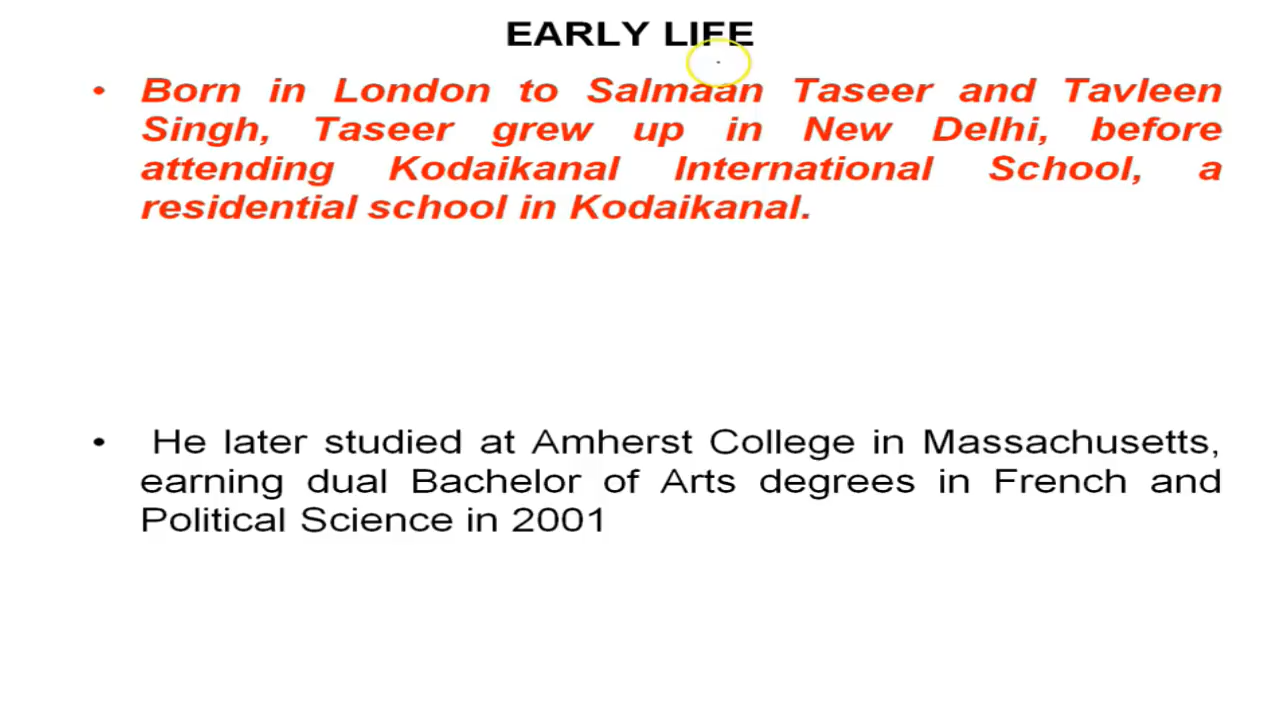 EARLY LIFE
• Born in London to Salmaan Taseer and Tavleen
Singh, Taseer grew up in New Delhi, before
attending Kodaikanal International School, a
residential school in Kodaikanal.
• He later studied at Amherst College in Massachusetts,
earning dual Bachelor of Arts degrees in French and
Political Science in 2001